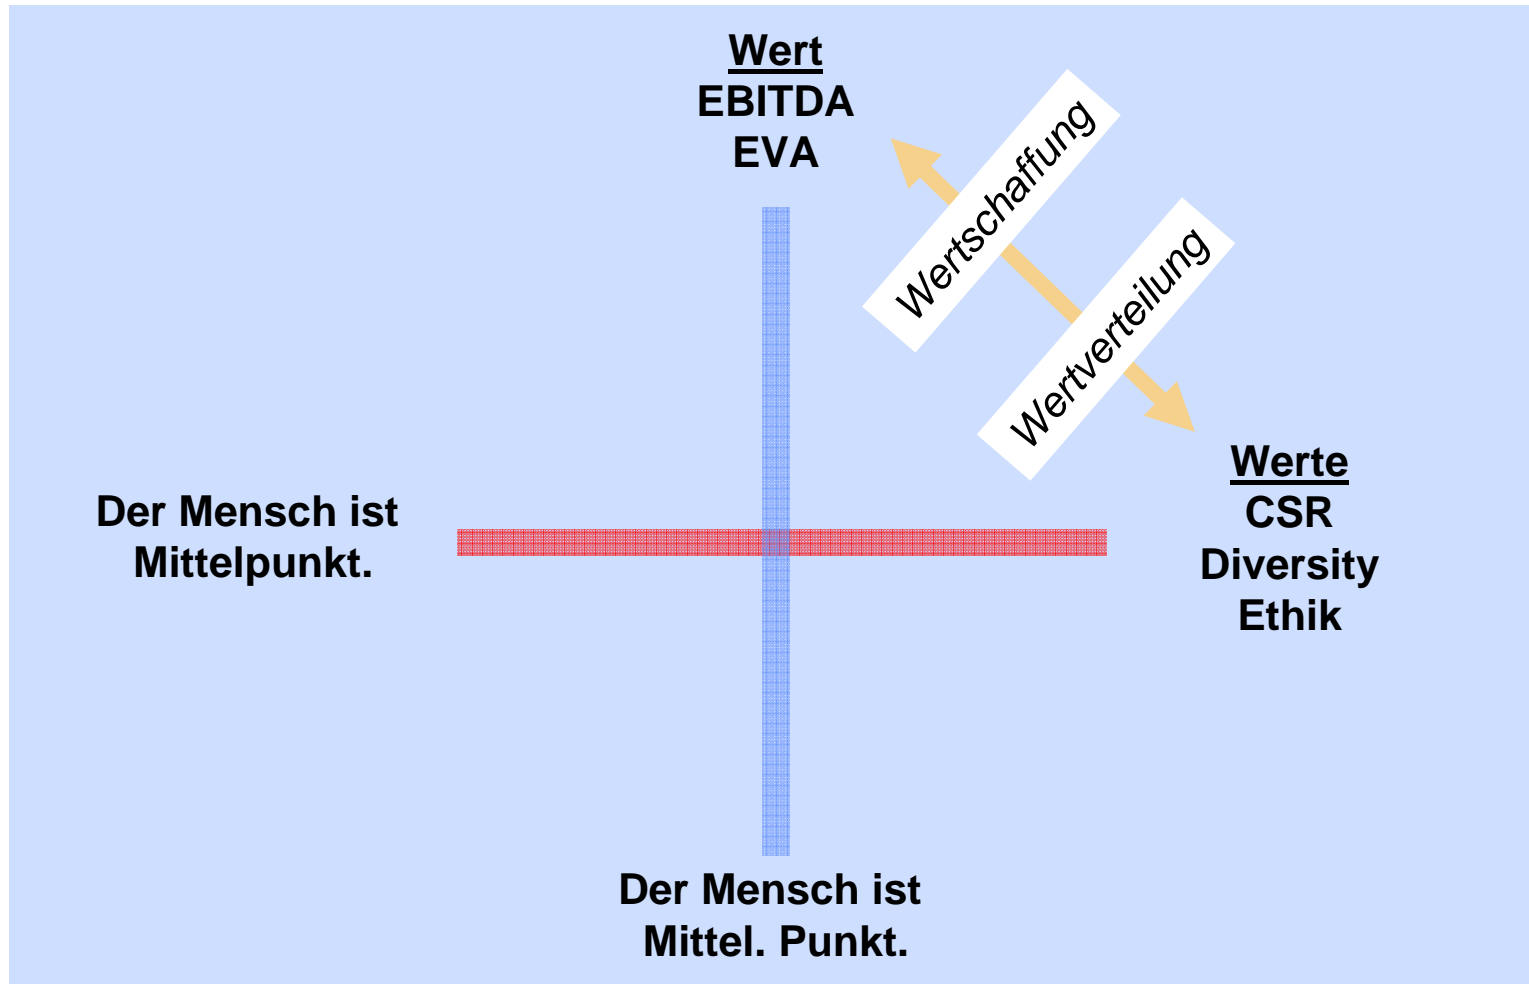 Wert
EBITDA
EVA
Wertschaffung
Wertverteilung
Werte
CSR
Diversity
Ethik
Der Mensch ist
Mittelpunkt.
Der Mensch ist
Mittel. Punkt.